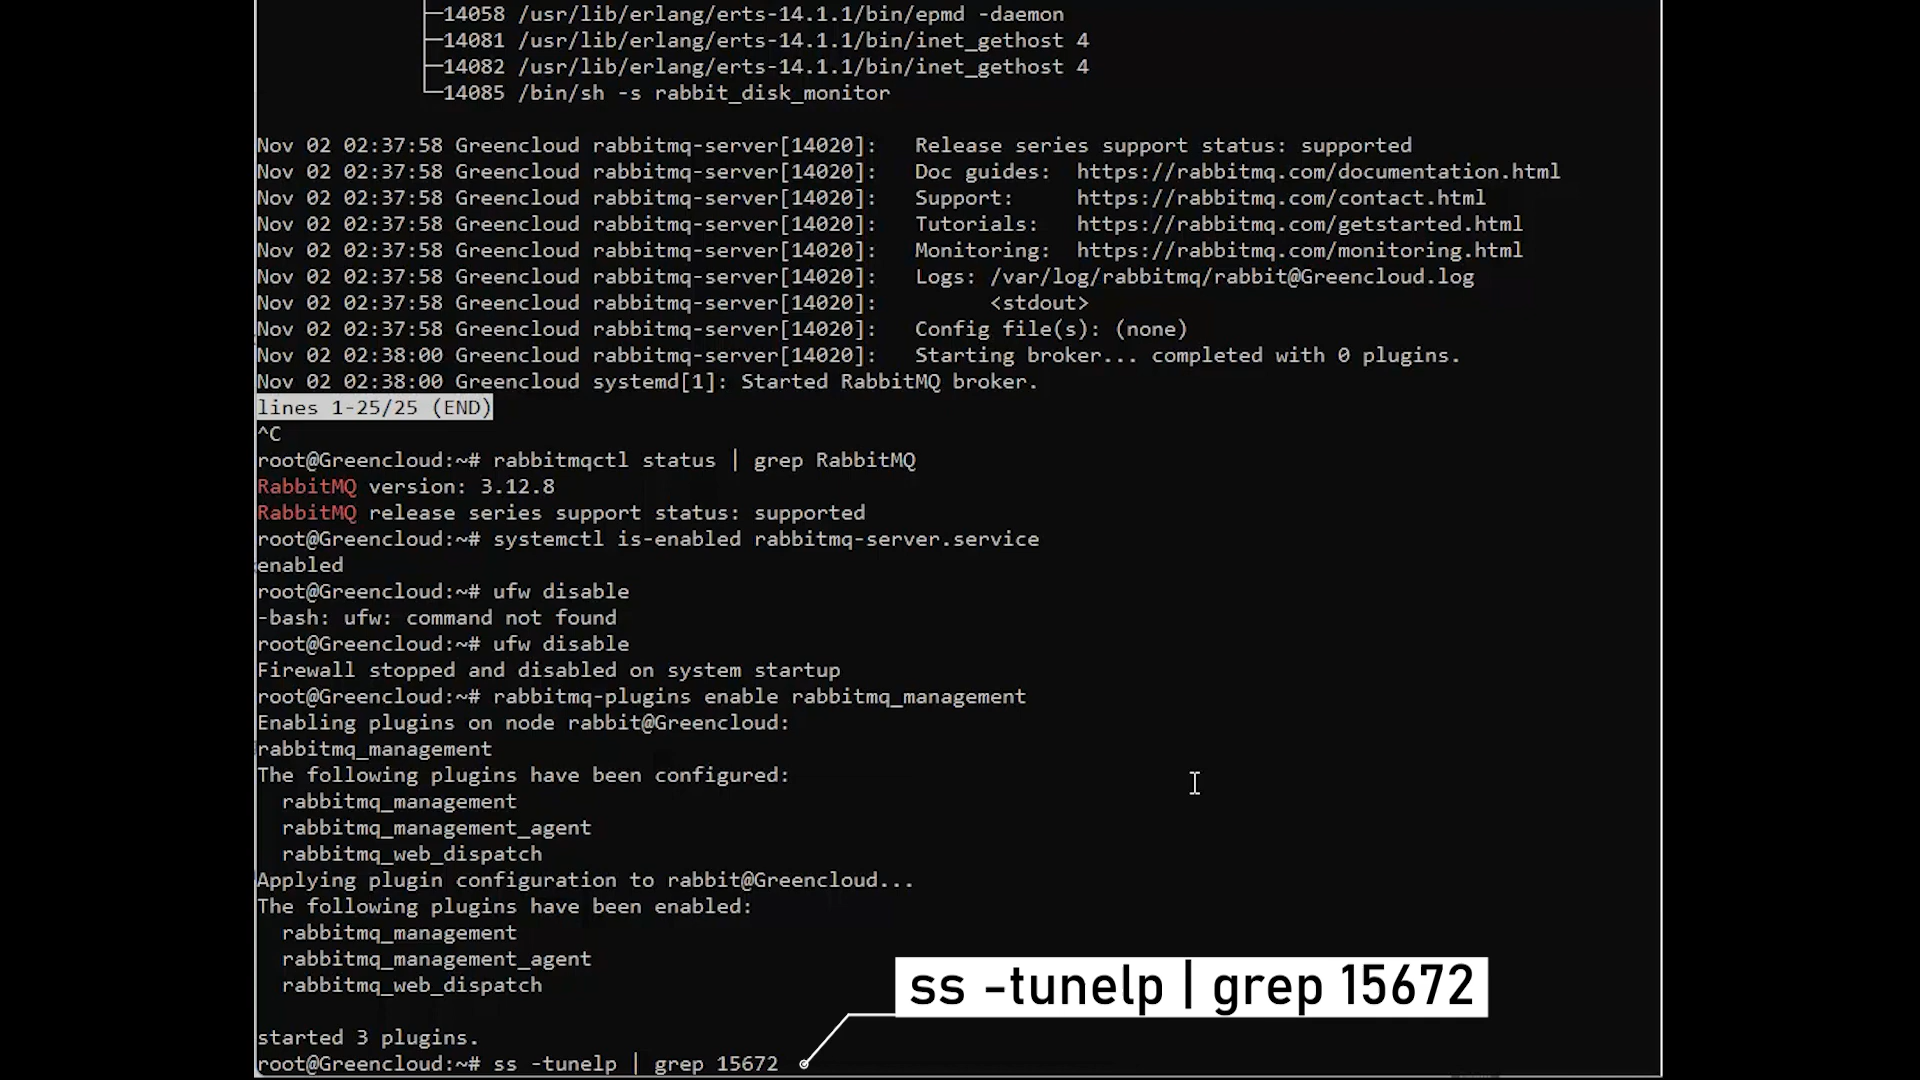 ├─14058 /usr/lib/erlang/erts-14.1.1/bin/epmd -daemon
├─14081 /usr/lib/erlang/erts-14.1.1/bin/inet_gethost 4
├─14082 /usr/lib/erlang/erts-14.1.1/bin/inet_gethost 4
└─14085 /bin/sh -s rabbit_disk_monitor
Nov 02 02:37:58 Greencloud rabbitmq-server[14020]:   Release series support status: supported
Nov 02 02:37:58 Greencloud rabbitmq-server[14020]:   Doc guides:  https://rabbitmq.com/documentation.html
Nov 02 02:37:58 Greencloud rabbitmq-server[14020]:   Support:     https://rabbitmq.com/contact.html
Nov 02 02:37:58 Greencloud rabbitmq-server[14020]:   Tutorials:   https://rabbitmq.com/getstarted.html
Nov 02 02:37:58 Greencloud rabbitmq-server[14020]:   Monitoring:  https://rabbitmq.com/monitoring.html
Nov 02 02:37:58 Greencloud rabbitmq-server[14020]:   Logs: /var/log/rabbitmq/rabbit@Greencloud.log
Nov 02 02:37:58 Greencloud rabbitmq-server[14020]:         <stdout>
Nov 02 02:37:58 Greencloud rabbitmq-server[14020]:   Config file(s): (none)
Nov 02 02:38:00 Greencloud rabbitmq-server[14020]:   Starting broker... completed with 0 plugins.
Nov 02 02:38:00 Greencloud systemd[1]: Started RabbitMQ broker.
lines 1-25/25 (END)
^C
root@Greencloud:~# rabbitmqctl status | grep RabbitMQ
RabbitMQ version: 3.12.8
RabbitMQ release series support status: supported
root@Greencloud:~# systemctl is-enabled rabbitmq-server.service
enabled
root@Greencloud:~# ufw disable
-bash: ufw: command not found
root@Greencloud:~# ufw disable
Firewall stopped and disabled on system startup
root@Greencloud:~# rabbitmq-plugins enable rabbitmq_management
Enabling plugins on node rabbit@Greencloud:
rabbitmq_management
The following plugins have been configured:
  rabbitmq_management
  rabbitmq_management_agent
  rabbitmq_web_dispatch
Applying plugin configuration to rabbit@Greencloud...
The following plugins have been enabled:
  rabbitmq_management
  rabbitmq_management_agent
  rabbitmq_web_dispatch
ss -tunelp | grep 15672
started 3 plugins.
root@Greencloud:~# ss -tunelp | grep 15672